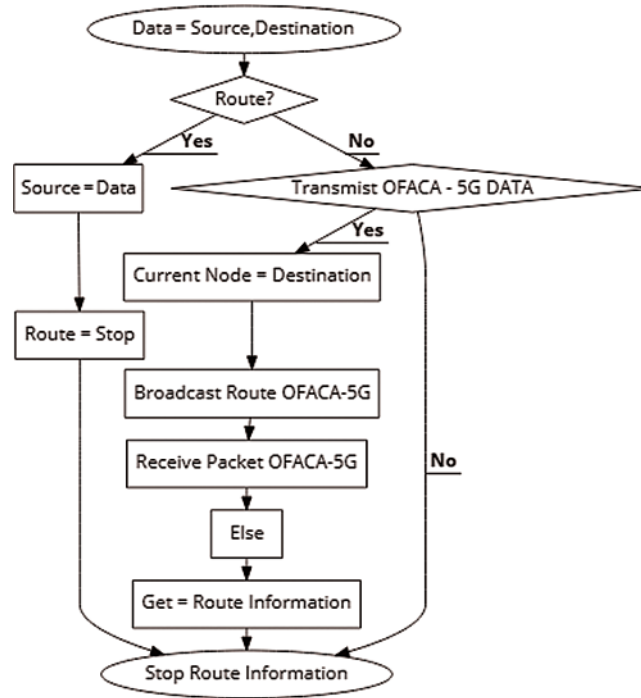 Data = Source,Destination
Route?
Yes
No
Source = Data
Transmist OFACA - 5G DATA
Yes
Current Node = Destination
Route = Stop
Broadcast Route OFACA-5G
Receive Packet OFACA-5G
No
Else
Get = Route Information
Stop Route Information